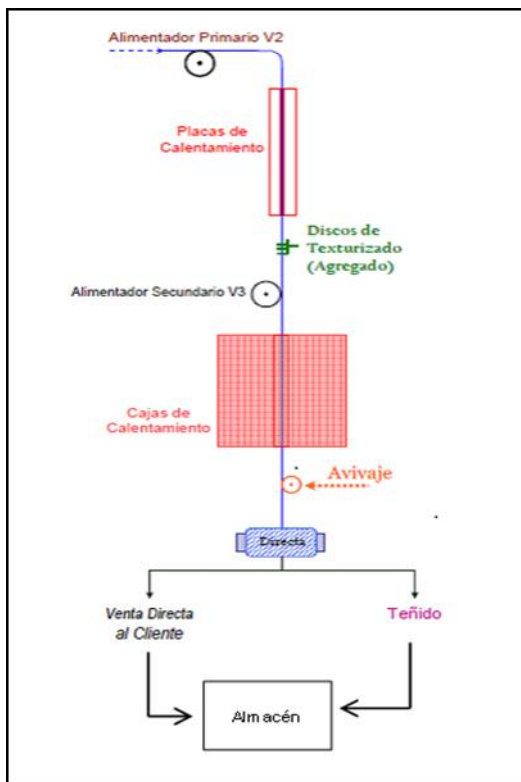 Alimentador Primario V2
Placas de
Calentamiento
Discos de
Texturizado
(Agregado)
Alimentador Secundario V3
Cajas de
Calentamiento
Avivaje
Directa
Venta Directa
al Cliente
Teñido
Almacén